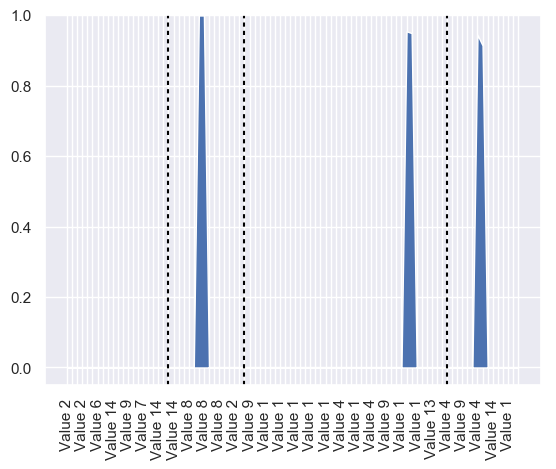 1.0
0.8
0.6
0.4
0.2
0.0
Value 2
Value 2
Value 6
Value 14
Value 9
Value 7
Value 14
Value 14
Value 8
Value 8
Value 8
Value 2
Value 9
Value 1
Value 1
Value 1
Value 1
Value 1
Value 4
Value 4
Value 4
Value 9
Value 1
Value 1
Value 13
Value 4
Value 9
Value 4
Value 14
Value 1